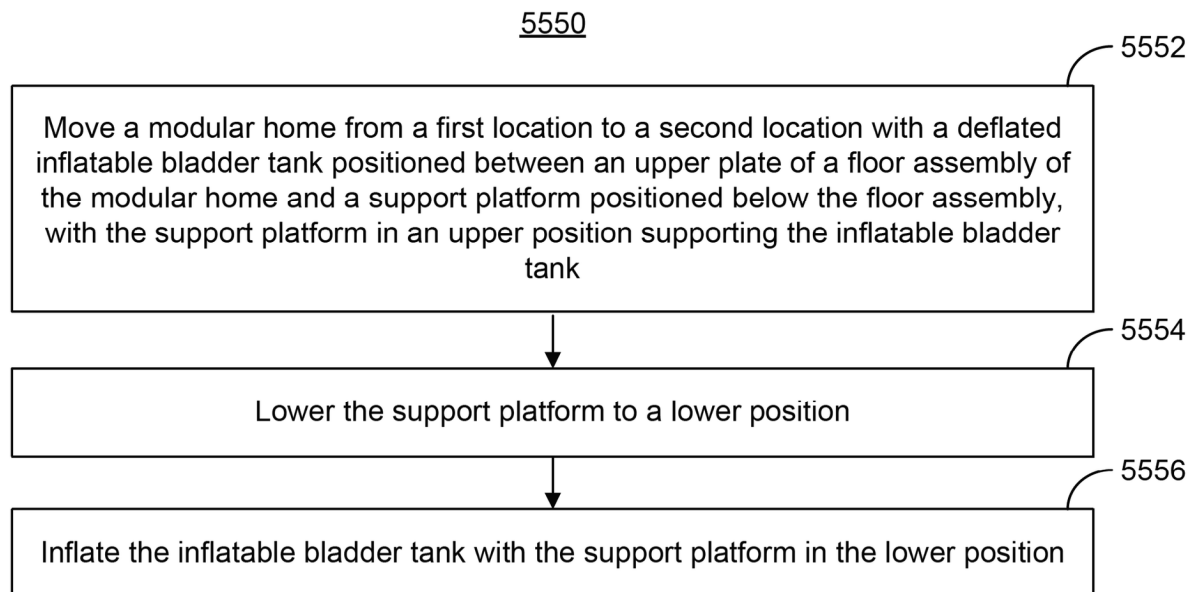 5550
5552
Move a modular home from a first location to a second location with a deflated
inflatable bladder tank positioned between an upper plate of a floor assembly of
the modular home and a support platform positioned below the floor assembly,
with the support platform in an upper position supporting the inflatable bladder
tank
5554
Lower the support platform to a lower position
5556
Inflate the inflatable bladder tank with the support platform in the lower position